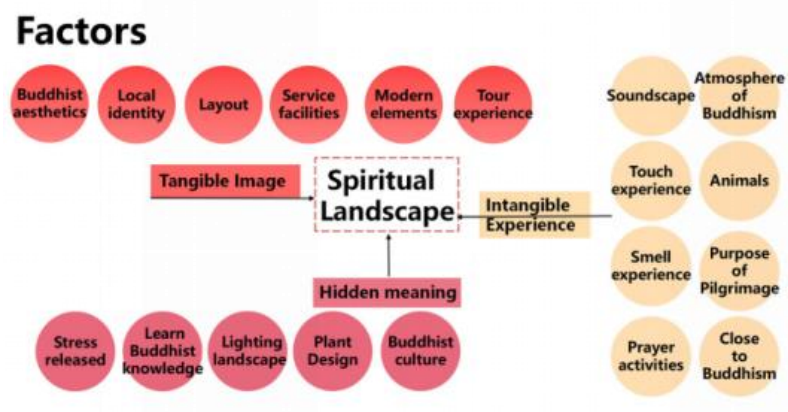 Factors
Buddhist
aesthetics
Local
identity
Layout
Service
facilities
Modern
elements
Tour
experience
Soundscape
Atmosphere
of
Buddhism
Tangible Image
Spiritual
Landscape
Intangible
Experience
Touch
experience
Animals
Smell
experience
Purpose
of
Pilgrimage
Hidden meaning
Stress
released
Learn
Buddhist
knowledge
Lighting
landscape
Plant
Design
Buddhist
culture
Prayer
activities
Close
to
Buddhism